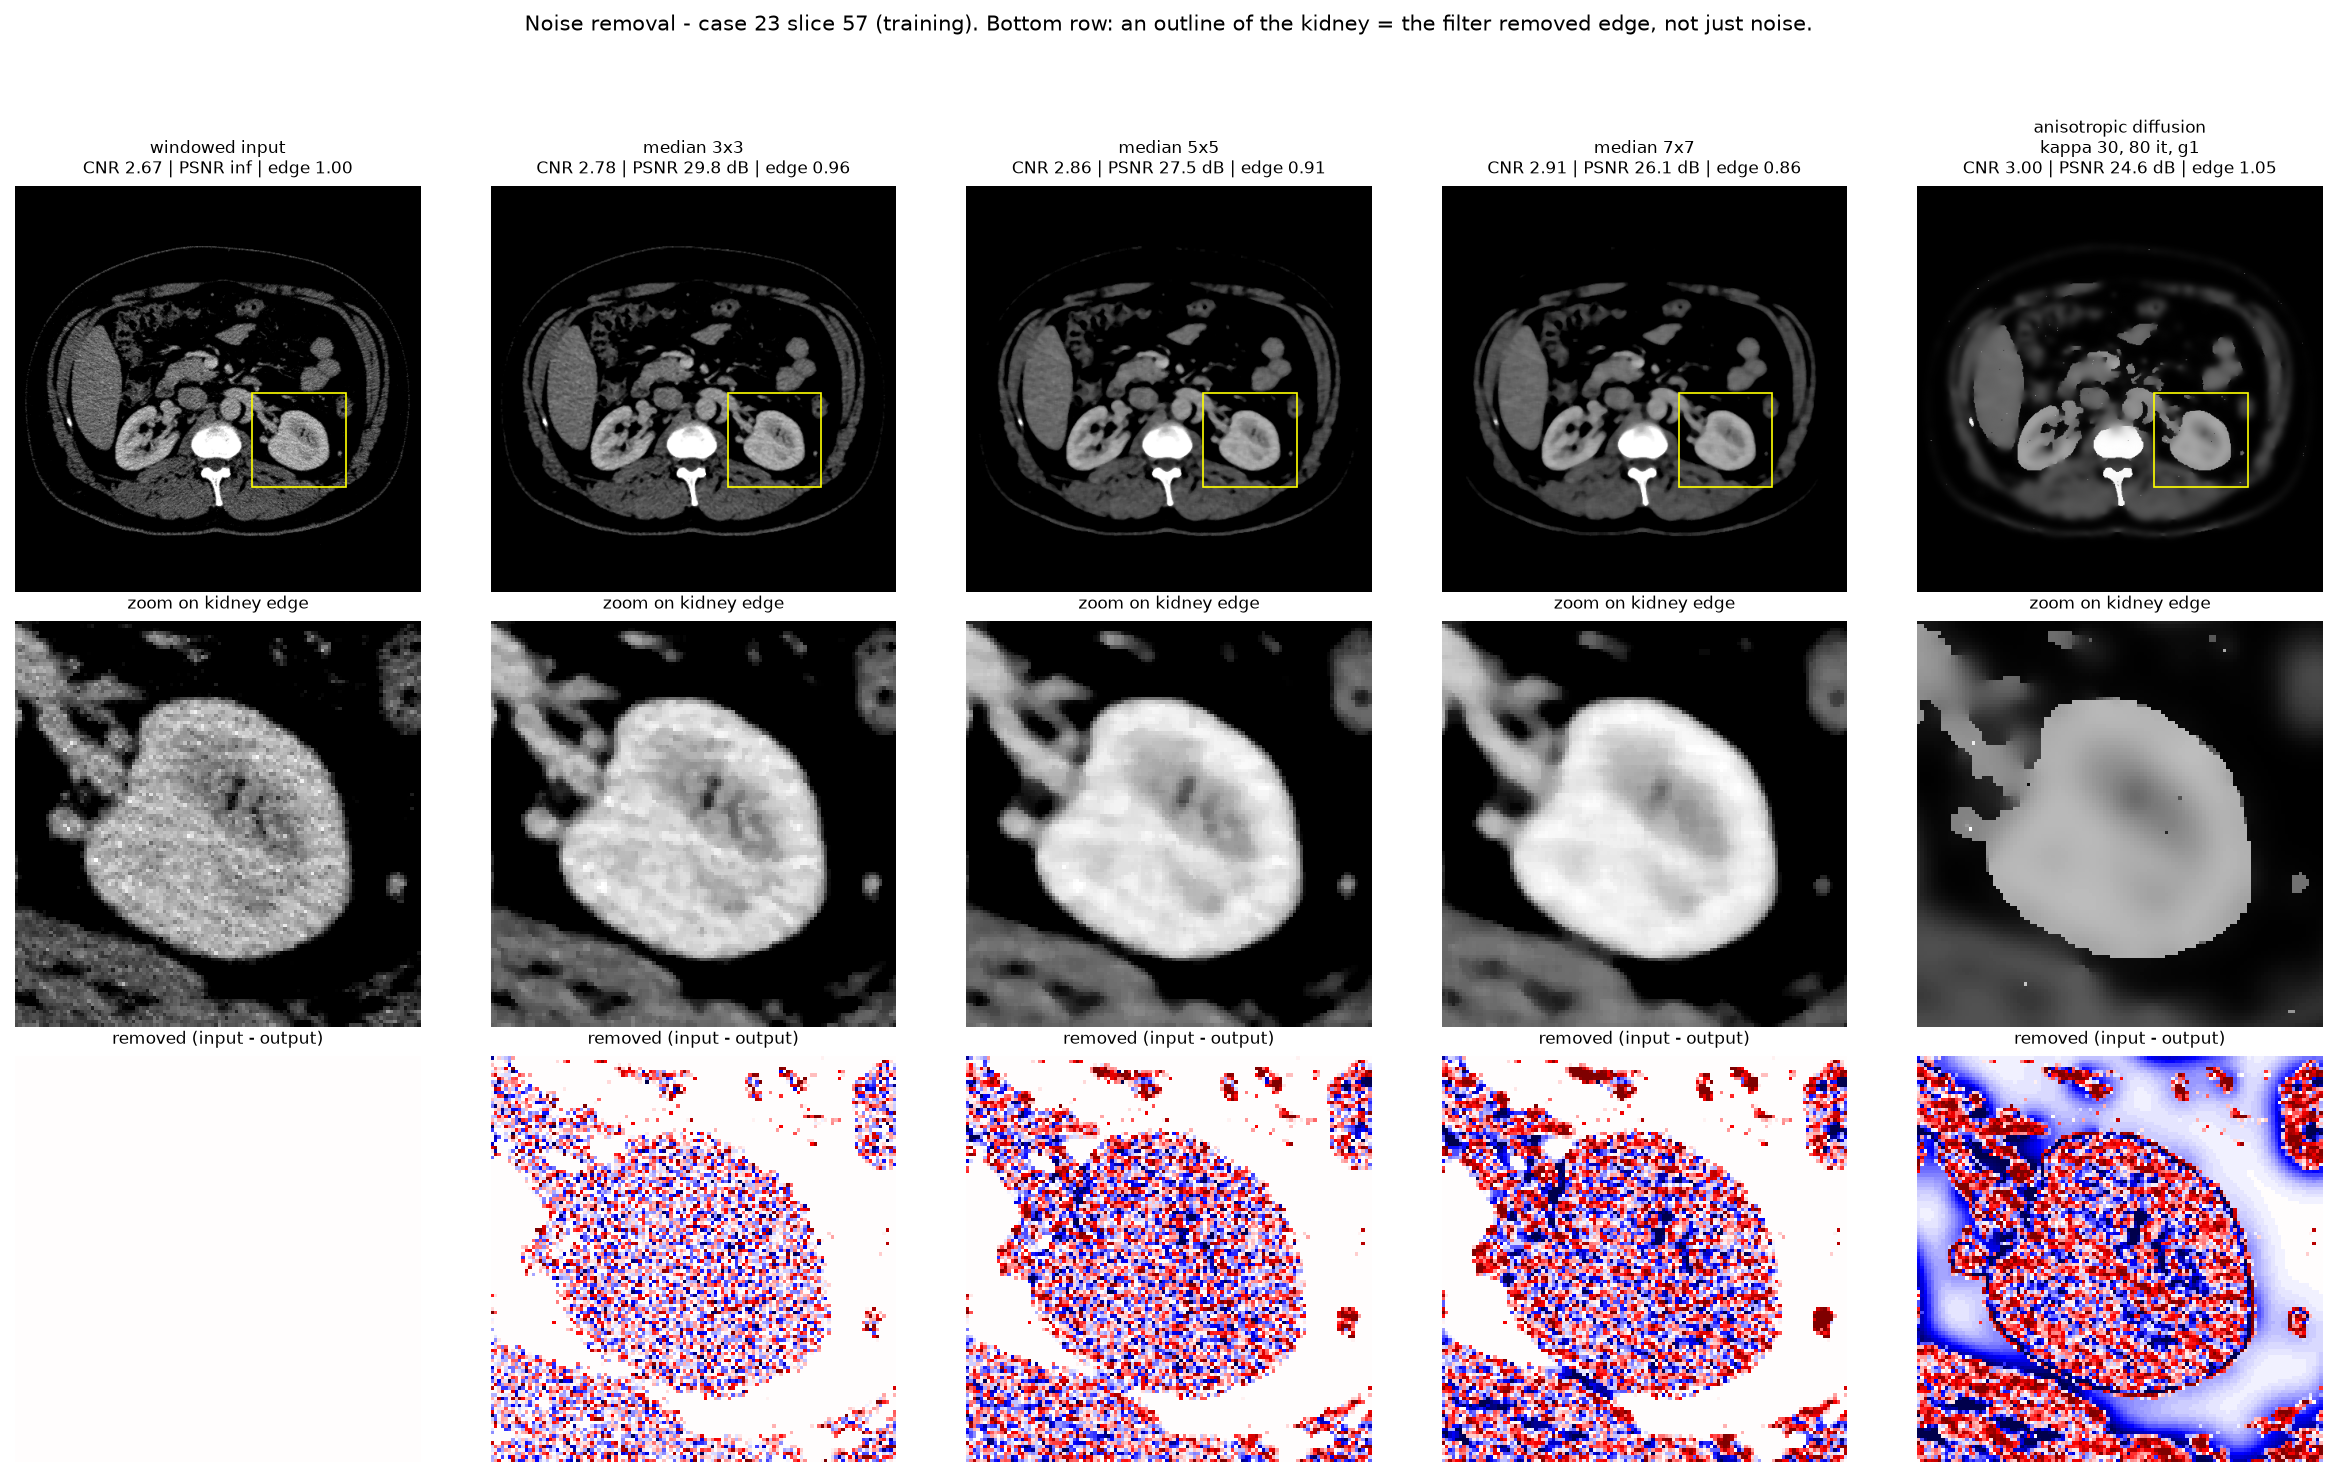 Noise removal - case 23 slice 57 (training). Bottom row: an outline of the kidney = the filter removed edge, not just noise.
windowed input
CNR 2.67 | PSNR inf | edge 1.00
median 3x3
CNR 2.78 | PSNR 29.8 dB | edge 0.96
median 5x5
CNR 2.86 | PSNR 27.5 dB | edge 0.91
median 7x7
CNR 2.91 | PSNR 26.1 dB | edge 0.86
anisotropic diffusion
kappa 30, 80 it, g1
CNR 3.00 | PSNR 24.6 dB | edge 1.05
zoom on kidney edge
zoom on kidney edge
zoom on kidney edge
zoom on kidney edge
zoom on kidney edge
removed (input - output)
removed (input - output)
removed (input - output)
removed (input - output)
removed (input - output)